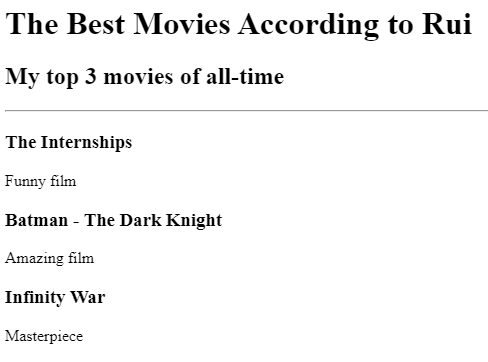 The Best Movies According to Rui
My top 3 movies of all-time
The Internships
Funny film
Batman - The Dark Knight
Amazing film
Infinity War
Masterpiece